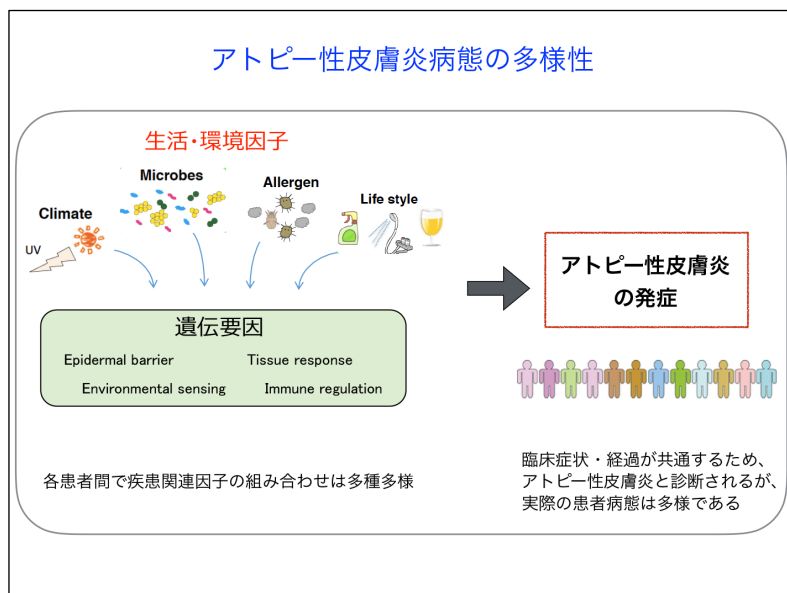 アトピー性皮膚炎病態の多様性
生活・環境因子
Microbes
Allergen
Life style
Climate
UV
遺伝要因
Epidermal barrier
Tissue response
Environmental sensing
Immune regulation
アトピー性皮膚炎
の発症
各患者間で疾患関連因子の組み合わせは多種多様
臨床症状・経過が共通するため、
アトピー性皮膚炎と診断されるが、
実際の患者病態は多様である